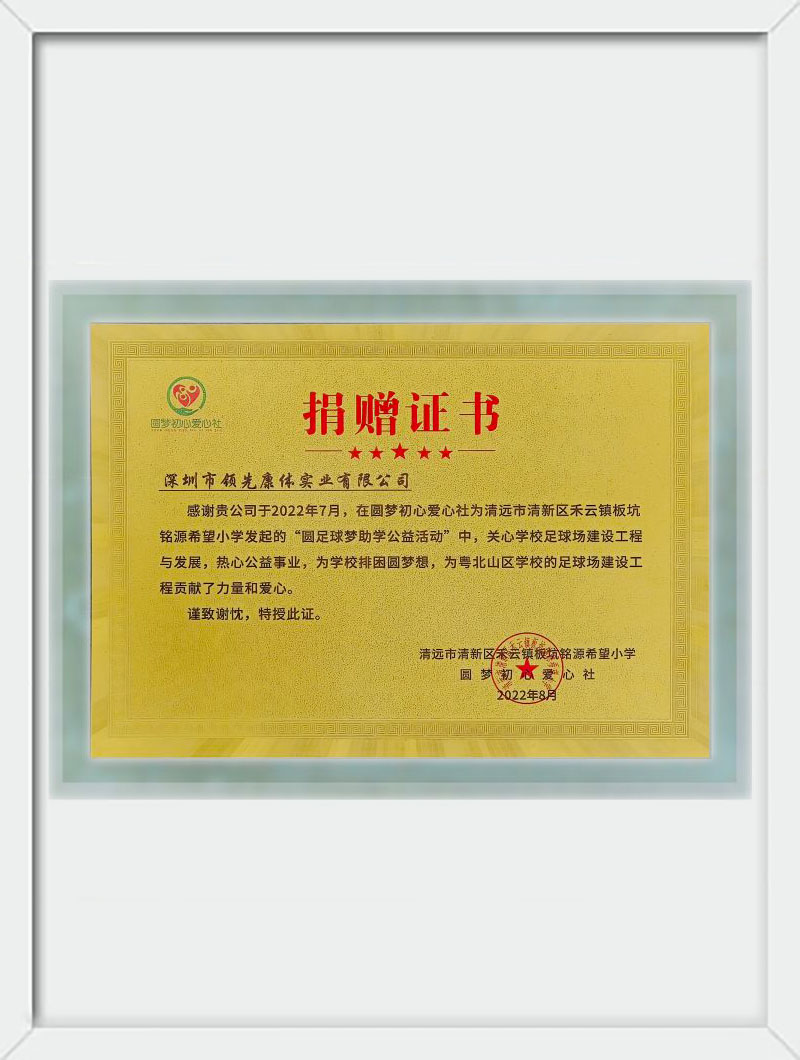 圆梦初心爱心社
捐赠证书
深圳市领先康体实业有限公司
感谢贵公司于2022年7月，在圆梦初心爱心社为清远市清新区禾云镇板坑
铭源希望小学发起的“圆足球梦助学公益活动”中，关心学校足球场建设工程
与发展，热心公益事业，为学校排困圆梦想，为粤北山区学校的足球场建设工
程贡献了力量和爱心。
谨致谢忱，特授此证。
清远市清新区禾云镇板坑铭源希望小学
圆梦初心爱心社
2022年8月